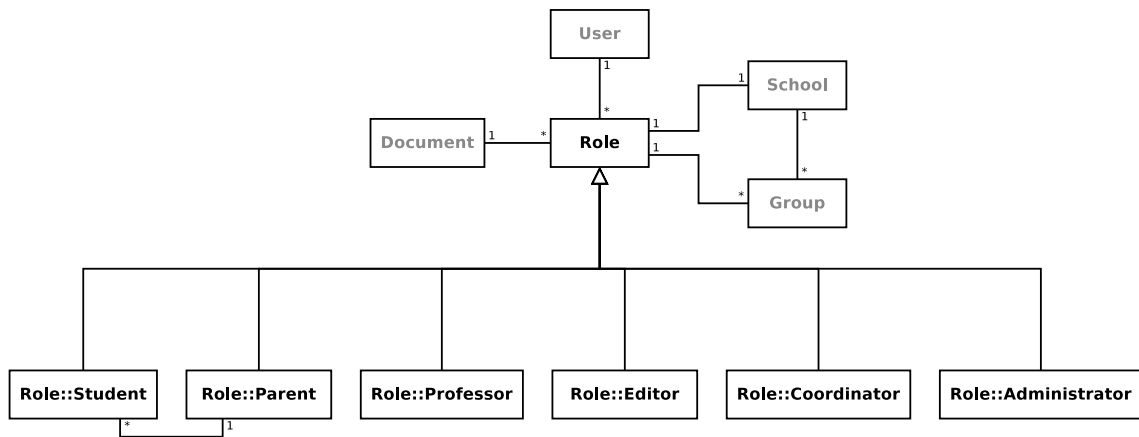 User
1
*
1
School
1
*
Document
1
*
Role
1
1
*
Group
Role::Student
Role::Parent
Role::Professor
Role::Editor
Role::Coordinator
Role::Administrator
*
1